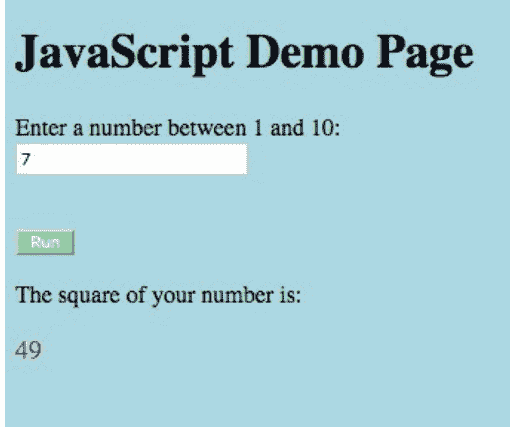 JavaScript Demo Page
Enter a number between 1 and 10:
7
Run
The square of your number is:
49